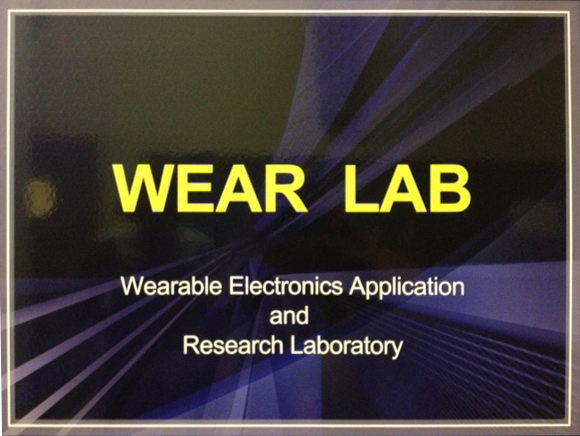 WEAR LAB
Wearable Electronics Application
and
Research Laboratory